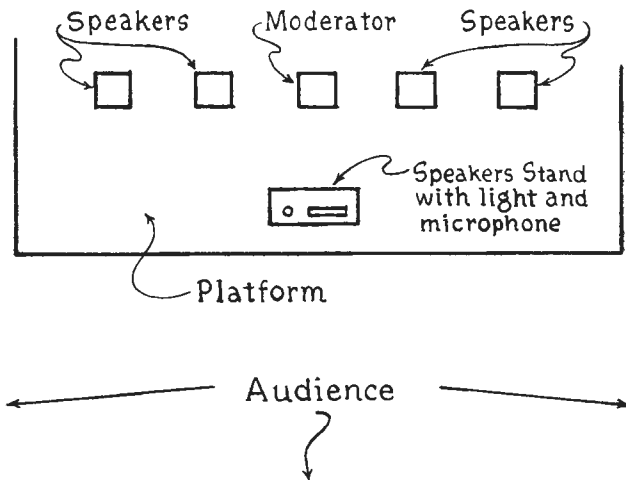 Speakers
Moderator
Speakers
Speakers Stand
with light and
microphone
Platform
Audience